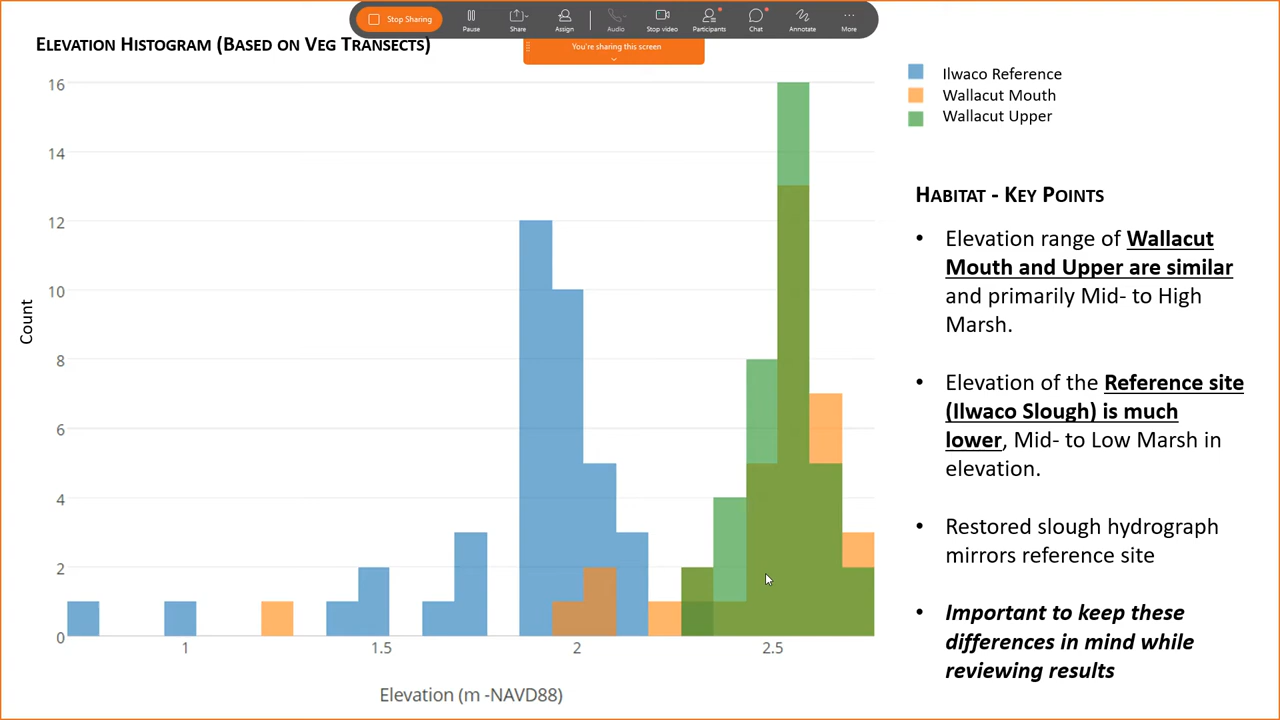 Stop Sharing
Pause
Share
Assign
Audio
Stop video
Participants
Chat
Annotate
More
You're sharing this screen
ELEVATION HISTOGRAM (BASED ON VEG TRANSECTS)
Ilwaco Reference
Wallacut Mouth
Wallacut Upper
16
14
12
10
8
6
4
2
0
Count
1
1.5
2
2.5
Elevation (m -NAVD88)
HABITAT - KEY POINTS
• Elevation range of Wallacut
Mouth and Upper are similar
and primarily Mid- to High
Marsh.
• Elevation of the Reference site
(Ilwaco Slough) is much
lower, Mid- to Low Marsh in
elevation.
• Restored slough hydrograph
mirrors reference site
• Important to keep these
differences in mind while
reviewing results